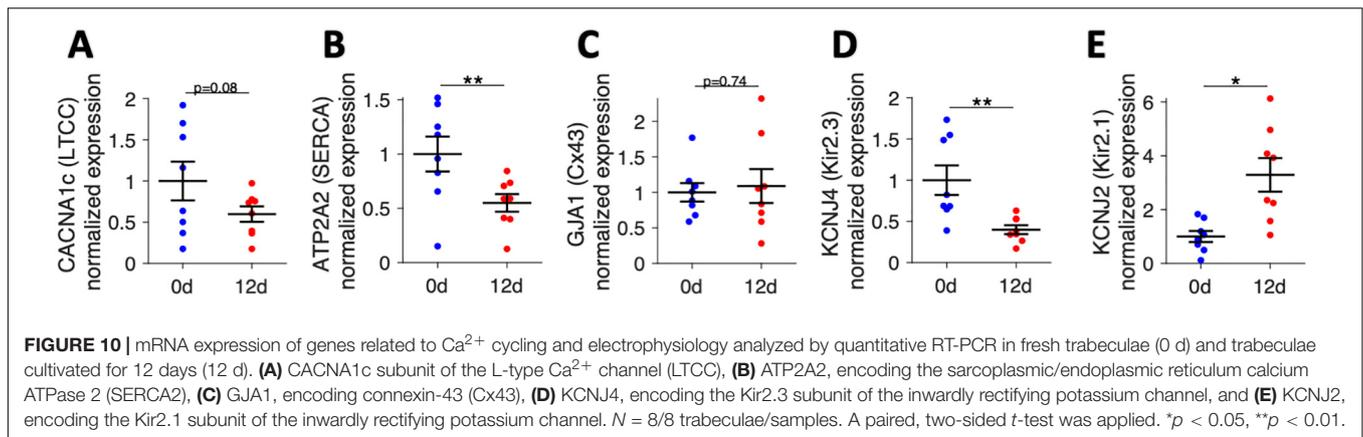 A
B
C
D
E
CACNA1c (LTCC)
normalized expression
p=0.08
2
1.5
1
0.5
0
0d 12d
ATP2A2 (SERCA)
normalized expression
**
1.5
1
0.5
0
0d 12d
GJA1 (Cx43)
normalized expression
p=0.74
2
1.5
1
0.5
0
0d 12d
KCNJ4 (Kir2.3)
normalized expression
**
2
1.5
1
0.5
0
0d 12d
KCNJ2 (Kir2.1)
normalized expression
*
6
4
2
0
0d 12d
FIGURE 10 | mRNA expression of genes related to Ca2+ cycling and electrophysiology analyzed by quantitative RT-PCR in fresh trabeculae (0 d) and trabeculae
cultivated for 12 days (12 d). (A) CACNA1c subunit of the L-type Ca2+ channel (LTCC), (B) ATP2A2, encoding the sarcoplasmic/endoplasmic reticulum calcium
ATPase 2 (SERCA2), (C) GJA1, encoding connexin-43 (Cx43), (D) KCNJ4, encoding the Kir2.3 subunit of the inwardly rectifying potassium channel, and (E) KCNJ2,
encoding the Kir2.1 subunit of the inwardly rectifying potassium channel. N = 8/8 trabeculae/samples. A paired, two-sided t-test was applied. *p < 0.05, **p < 0.01.